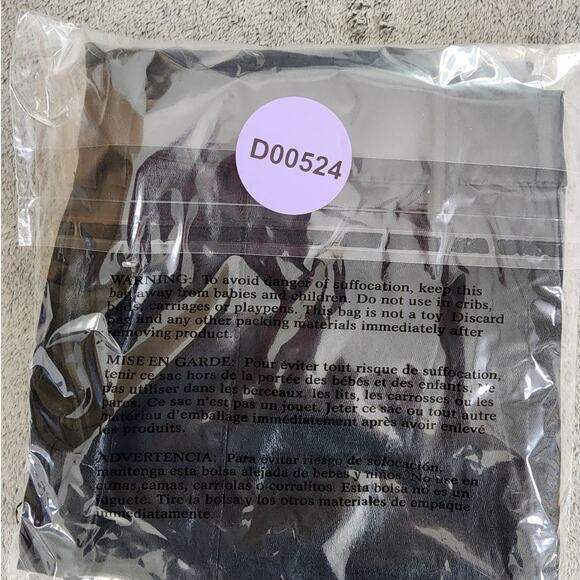 D00524
WARNING: To avoid danger of suffocation, keep this
bag away from babies and children. Do not use in cribs,
beds, carriages or playpens. This bag is not a toy. Discard
bag and any other packing materials immediately after
removing product.
MISE EN GARDE: Pour éviter tout risque de suffocation,
tenir ce sac hors de la portée des bébés et des enfants. Ne
pas utiliser dans les berceaux, les lits, les carrosses ou les
parcs. Ce sac n'est pas un jouet. Jeter ce sac ou tout autre
matériau d'emballage immédiatement après avoir enlevé
les produits.
ADVERTENCIA: Para evitar riesgo de sofocación,
mantenga esta bolsa alejada de bebes y niños. No use en
cunas,camas, carriolas o corralitos. Esta bolsa no es un
juguete. Tire la bolsa y los otros materiales de empaque
immediatamente.